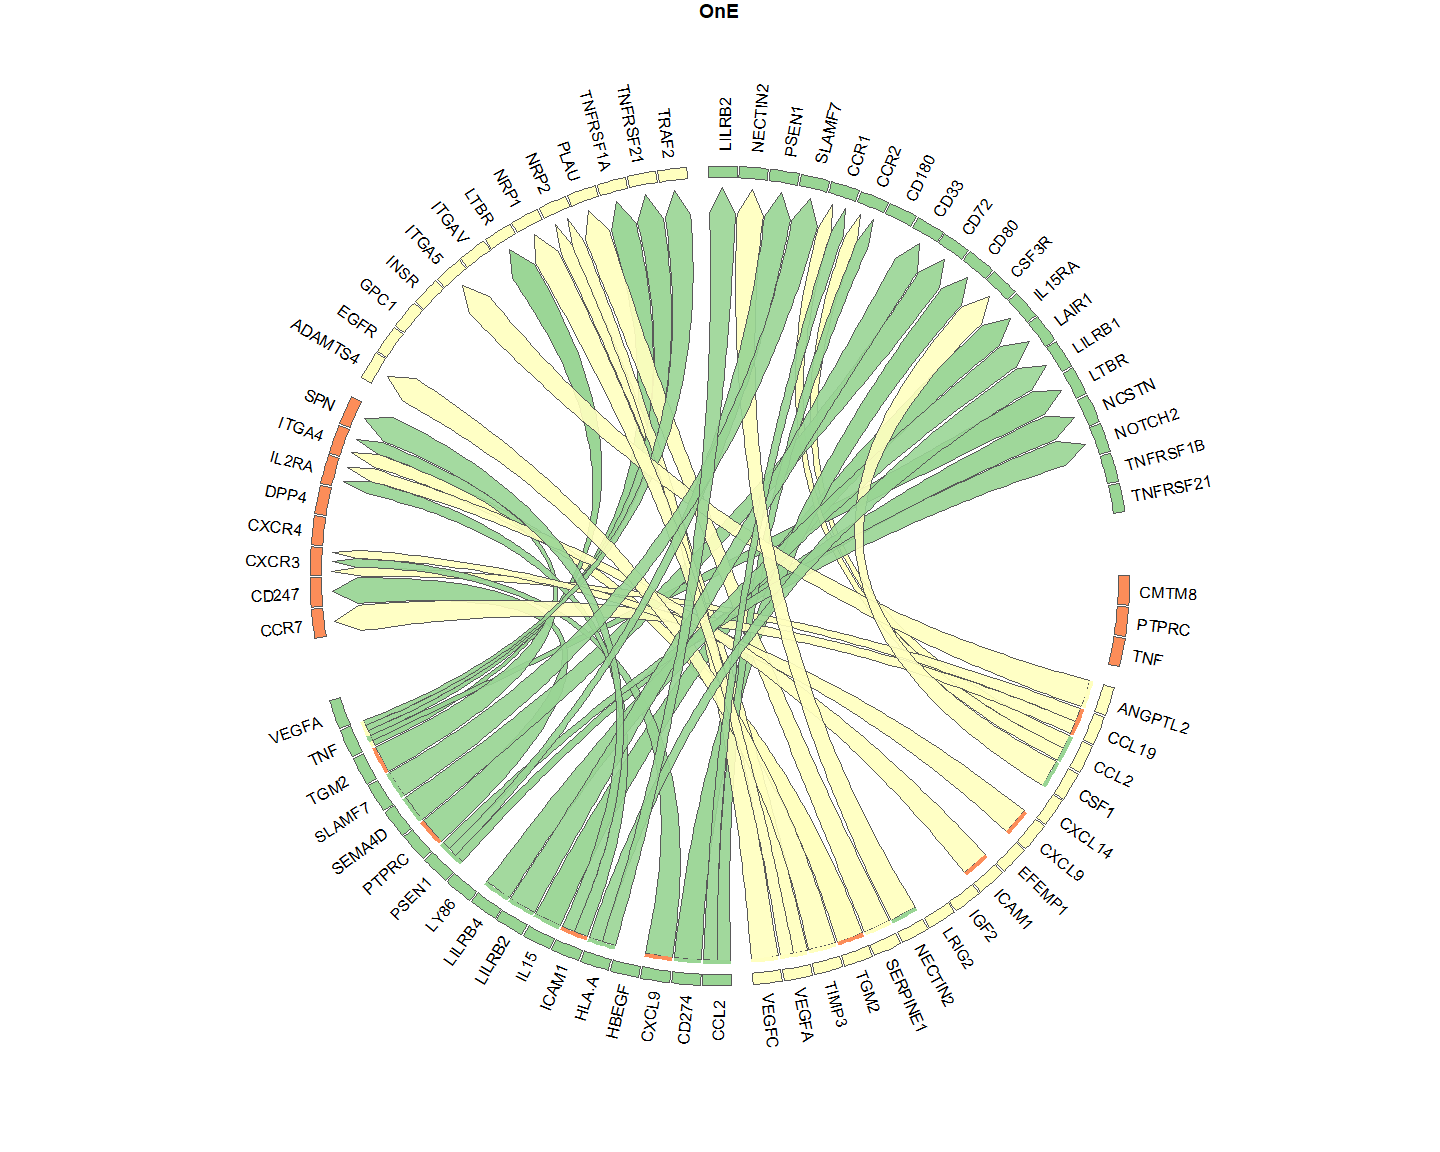 OnE
LILRB2
NECTIN2
PSEN1
SLAMF7
CCR1
CCR2
CD180
CD33
CD72
CD80
CSF3R
IL15RA
LAIR1
LILRB1
LTBR
NCSTN
NOTCH2
TNFRSF1B
TNFRSF21
CMTM8
PTPRC
TNF
ANGPTL2
CCL19
CCL2
CSF1
CXCL14
CXCL9
EFEMP1
ICAM1
IGF2
LRIG2
NECTIN2
SERPINE1
TGM2
TIMP3
VEGFA
VEGFC
CCL2
CD274
CXCL9
HBEGF
HLA.A
ICAM1
IL15
LILRB2
LILRB4
LY86
PSEN1
PTPRC
SEMA4D
SLAMF7
TGM2
TNF
VEGFA
CCR7
CD247
CXCR3
CXCR4
DPP4
IL2RA
ITGA4
SPN
ADAMTS4
EGFR
GPC1
INSR
ITGA5
ITGAV
LTBR
NRP1
NRP2
PLAU
TNFRSF1A
TNFRSF21
TRAF2